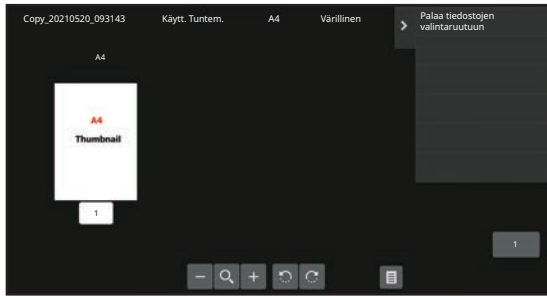 Copy_20210520_093143 Käytt. Tuntem. A4 Värillinen
Palaa tiedostojen
valintaruutuun
A4
A4
Thumbnail
1
1